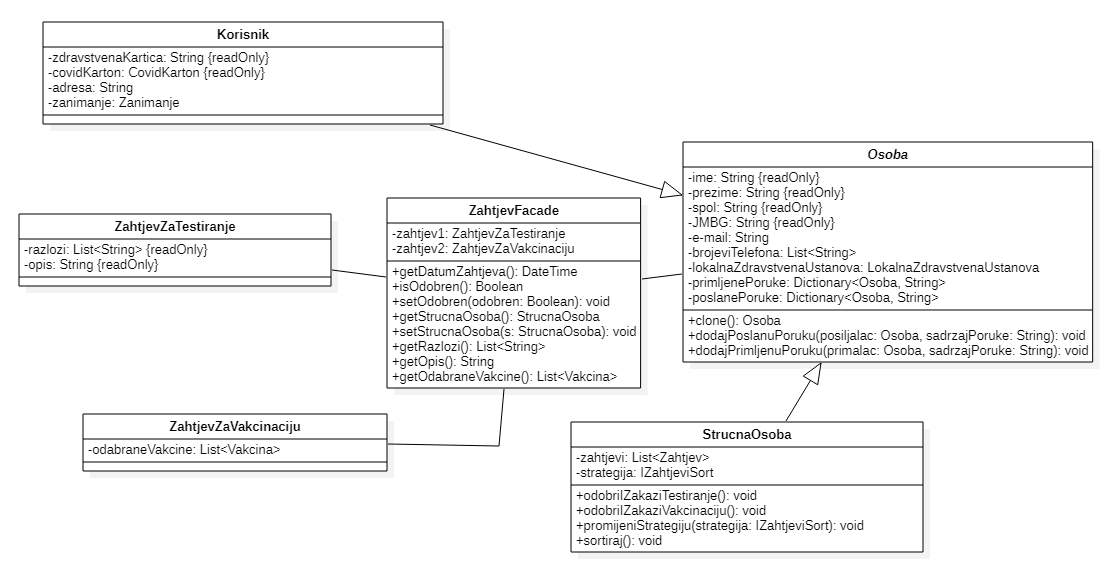 Korisnik
-zdravstvenaKartica: String {readOnly}
-covidKarton: CovidKarton {readOnly}
-adresa: String
-zanimanje: Zanimanje
Osoba
-ime: String {readOnly}
-prezime: String {readOnly}
-spol: String {readOnly}
-JMBG: String {readOnly}
-e-mail: String
-brojeviTelefona: List<String>
-lokalnaZdravstvenaUstanova: LokalnaZdravstvenaUstanova
-primljenePoruke: Dictionary<Osoba, String>
-poslanePoruke: Dictionary<Osoba, String>
+clone(): Osoba
+dodajPoslanuPoruku(posiljalac: Osoba, sadrzajPoruke: String): void
+dodajPrimljenuPoruku(primalac: Osoba, sadrzajPoruke: String): void
ZahtjevFacade
-zahtjev1: ZahtjevZaTestiranje
-zahtjev2: ZahtjevZaVakcinaciju
+getDatumZahtjeva(): DateTime
+isOdobren(): Boolean
+setOdobren(odobren: Boolean): void
+getStrucnaOsoba(): StrucnaOsoba
+setStrucnaOsoba(s: StrucnaOsoba): void
+getRazlozi(): List<String>
+getOpis(): String
+getOdabraneVakcine(): List<Vakcina>
ZahtjevZaTestiranje
-razlozi: List<String> {readOnly}
-opis: String {readOnly}
ZahtjevZaVakcinaciju
-odabraneVakcine: List<Vakcina>
StrucnaOsoba
-zahtjevi: List<Zahtjev>
-strategija: IZahtjeviSort
+odobriIZakaziTestiranje(): void
+odobriIZakaziVakcinaciju(): void
+promijeniStrategiju(strategija: IZahtjeviSort): void
+sortiraj(): void